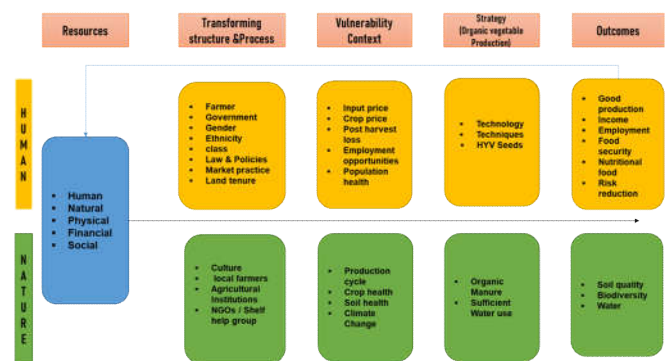 Resources
Transforming
structure &Process
Vulnerability
Context
Strategy
(Organic vegetable
Production)
Outcomes
HUMAN
Human
Natural
Physical
Financial
Social
Farmer
Government
Gender
Ethnicity
class
Law & Policies
Market practice
Land tenure
Input price
Crop price
Post harvest
loss
Employment
opportunities
Population
health
Technology
Techniques
HYV Seeds
Good
production
Income
Employment
Food
security
Nutritional
food
Risk
reduction
NATURE
Culture
local farmers
Agricultural
Institutions
NGOs / Shelf
help group
Production
cycle
Crop health
Soil health
Climate
Change
Organic
Manure
Sufficient
Water use
Soil quality
Biodiversity
Water